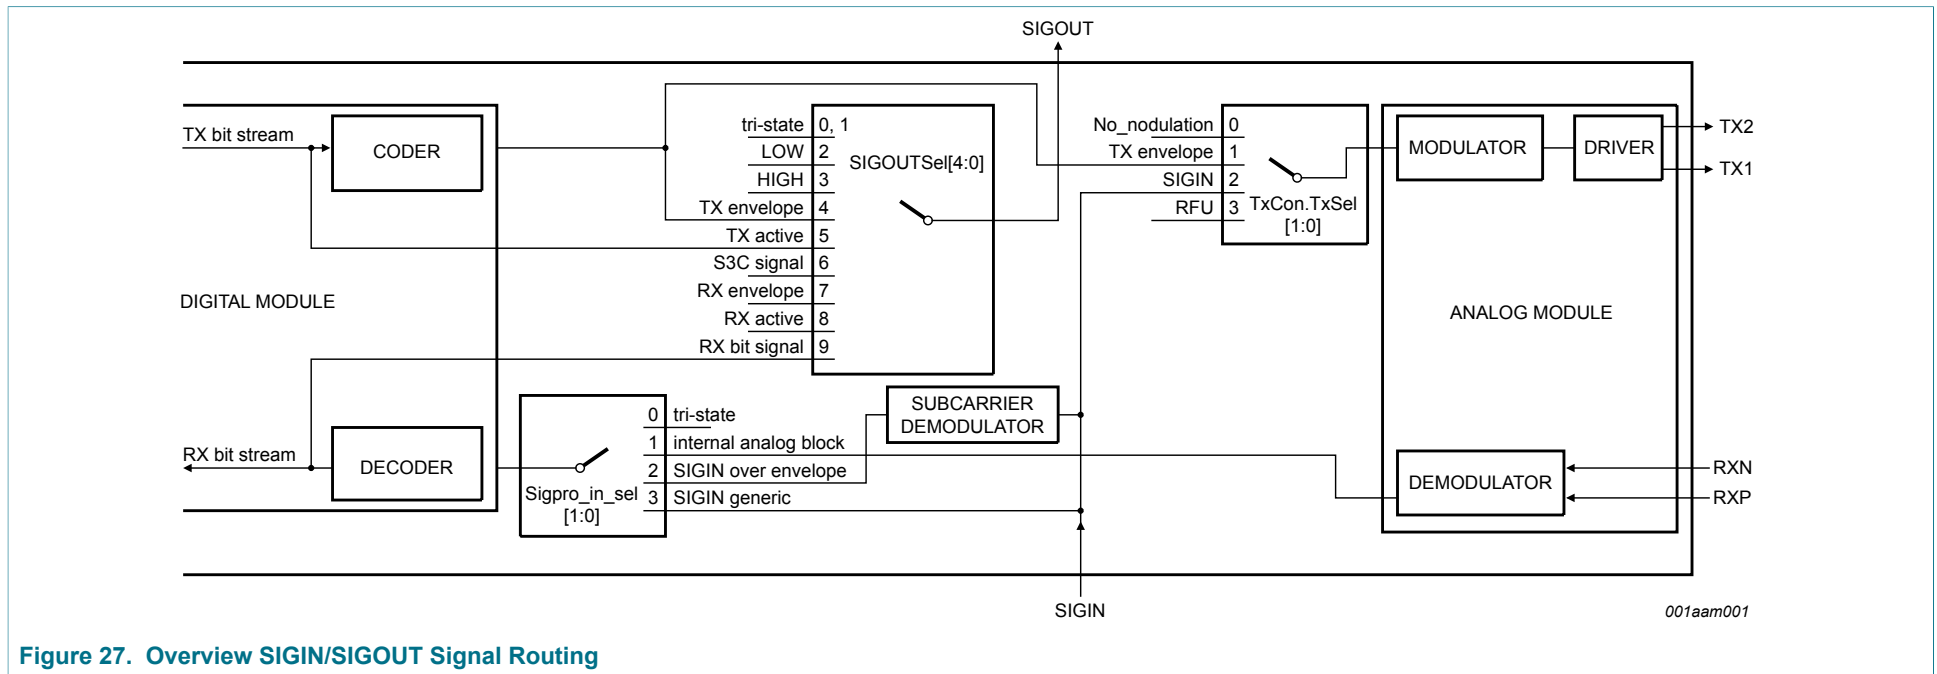 SIGOUT
TX bit stream
CODER
tri-state 0, 1
LOW 2
HIGH 3
TX envelope 4
TX active 5
S3C signal 6
RX envelope 7
RX active 8
RX bit signal 9
SIGOUTSel[4:0]
No_nodulation 0
TX envelope 1
SIGIN 2
RFU 3
TxCon.TxSel
[1:0]
MODULATOR
DRIVER
TX2
TX1
DIGITAL MODULE
ANALOG MODULE
RX bit stream
DECODER
Sigpro_in_sel
[1:0]
0 tri-state
1 internal analog block
2 SIGIN over envelope
3 SIGIN generic
SUBCARRIER
DEMODULATOR
DEMODULATOR
RXN
RXP
SIGIN
001aam001
Figure 27. Overview SIGIN/SIGOUT Signal Routing